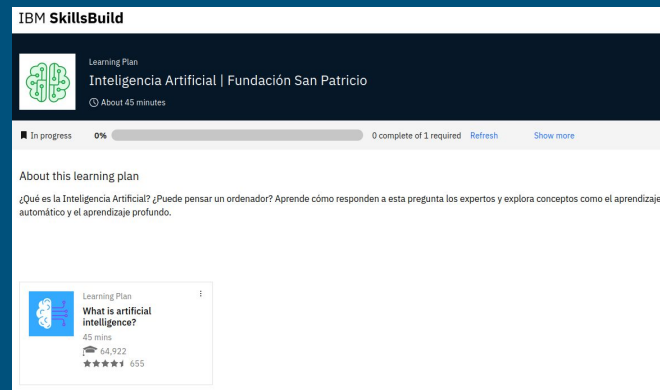 IBM SkillsBuild
Learning Plan
Inteligencia Artificial | Fundación San Patricio
About 45 minutes
In progress 0% 0 complete of 1 required Refresh Show more
About this learning plan
¿Qué es la Inteligencia Artificial? ¿Puede pensar un ordenador? Aprende cómo responden a esta pregunta los expertos y explora conceptos como el aprendizaje
automático y el aprendizaje profundo.
Learning Plan
What is artificial
intelligence?
45 mins
64,922
655